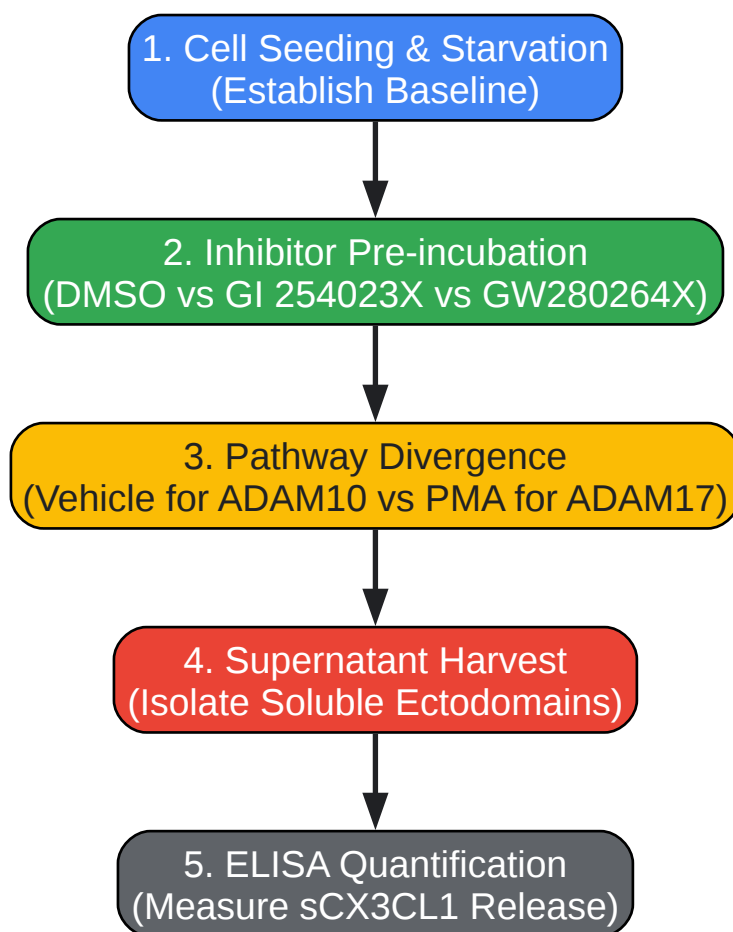 1. Cell Seeding & Starvation
(Establish Baseline)
2. Inhibitor Pre-incubation
(DMSO vs GI 254023X vs GW280264X)
3. Pathway Divergence
(Vehicle for ADAM10 vs PMA for ADAM17)
4. Supernatant Harvest
(Isolate Soluble Ectodomains)
5. ELISA Quantification
(Measure sCX3CL1 Release)